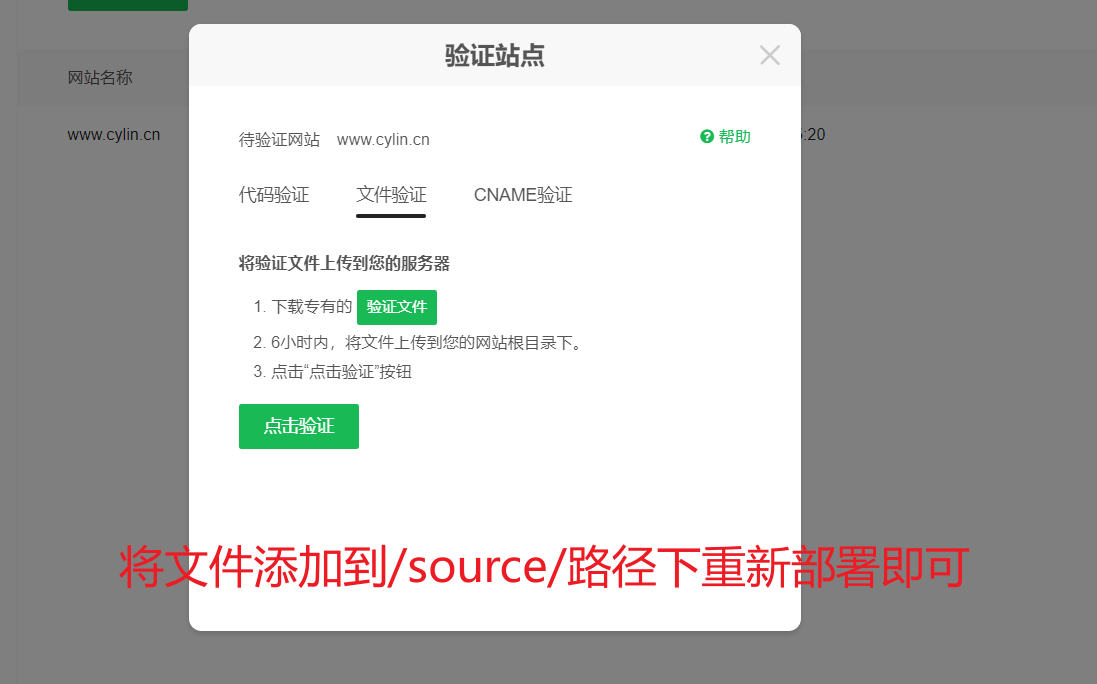 验证站点
网站名称
www.cylin.cn
:20
待验证网站 www.cylin.cn
帮助
代码验证 文件验证 CNAME验证
将验证文件上传到您的服务器
1. 下载专有的 验证文件
2. 6小时内，将文件上传到您的网站根目录下。
3. 点击“点击验证”按钮
点击验证
将文件添加到/source/路径下重新部署即可